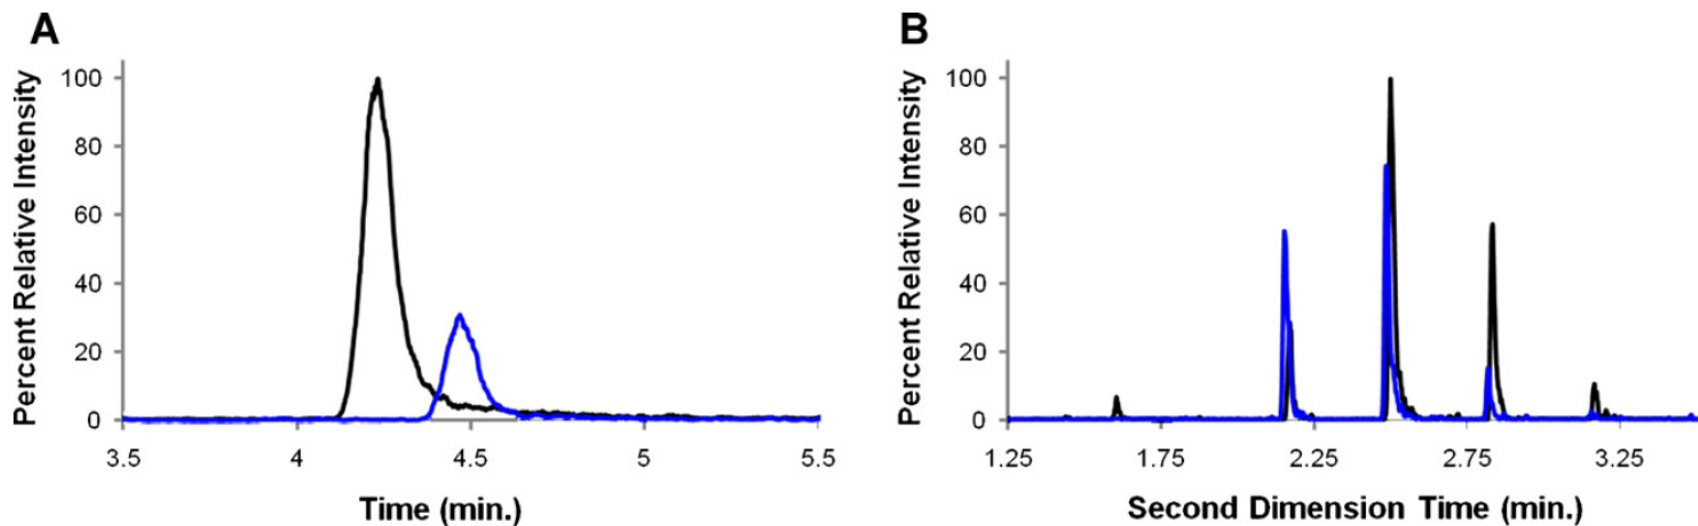 A
Percent Relative Intensity
100
80
60
40
20
0
3.5 4 4.5 5 5.5
Time (min.)
B
Percent Relative Intensity
100
80
60
40
20
0
1.25 1.75 2.25 2.75 3.25
Second Dimension Time (min.)